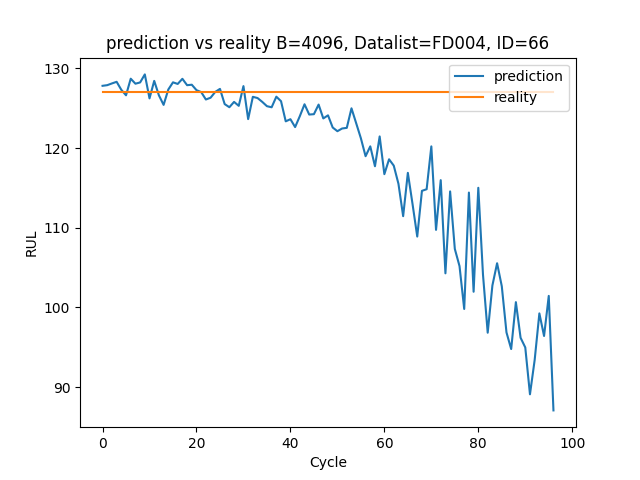 prediction vs reality B=4096, Datalist=FD004, ID=66
prediction
reality
RUL
130
120
110
100
90
0 20 40 60 80 100
Cycle